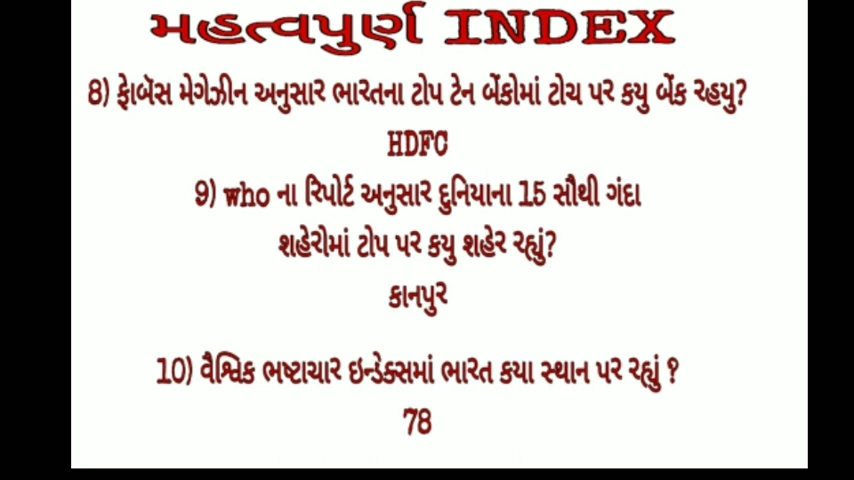 મહત્વપુર્ણ INDEX
8) ફોબૅસ મેગેઝીન અનુસાર ભારતના ટોપ ટેન બેંકોમાં ટોચ પર કયુ બેંક રહયુ?
HDFC
9) who ના રિપોર્ટ અનુસાર દુનિયાના 15 સૌથી ગંદા
શહેરોમાં ટોપ પર કયુ શહેર રહ્યું?
કાનપુર
10) વૈશ્વિક ભષ્ટાચાર ઇન્ડેક્સમાં ભારત કયા સ્થાન પર રહ્યું ?
78